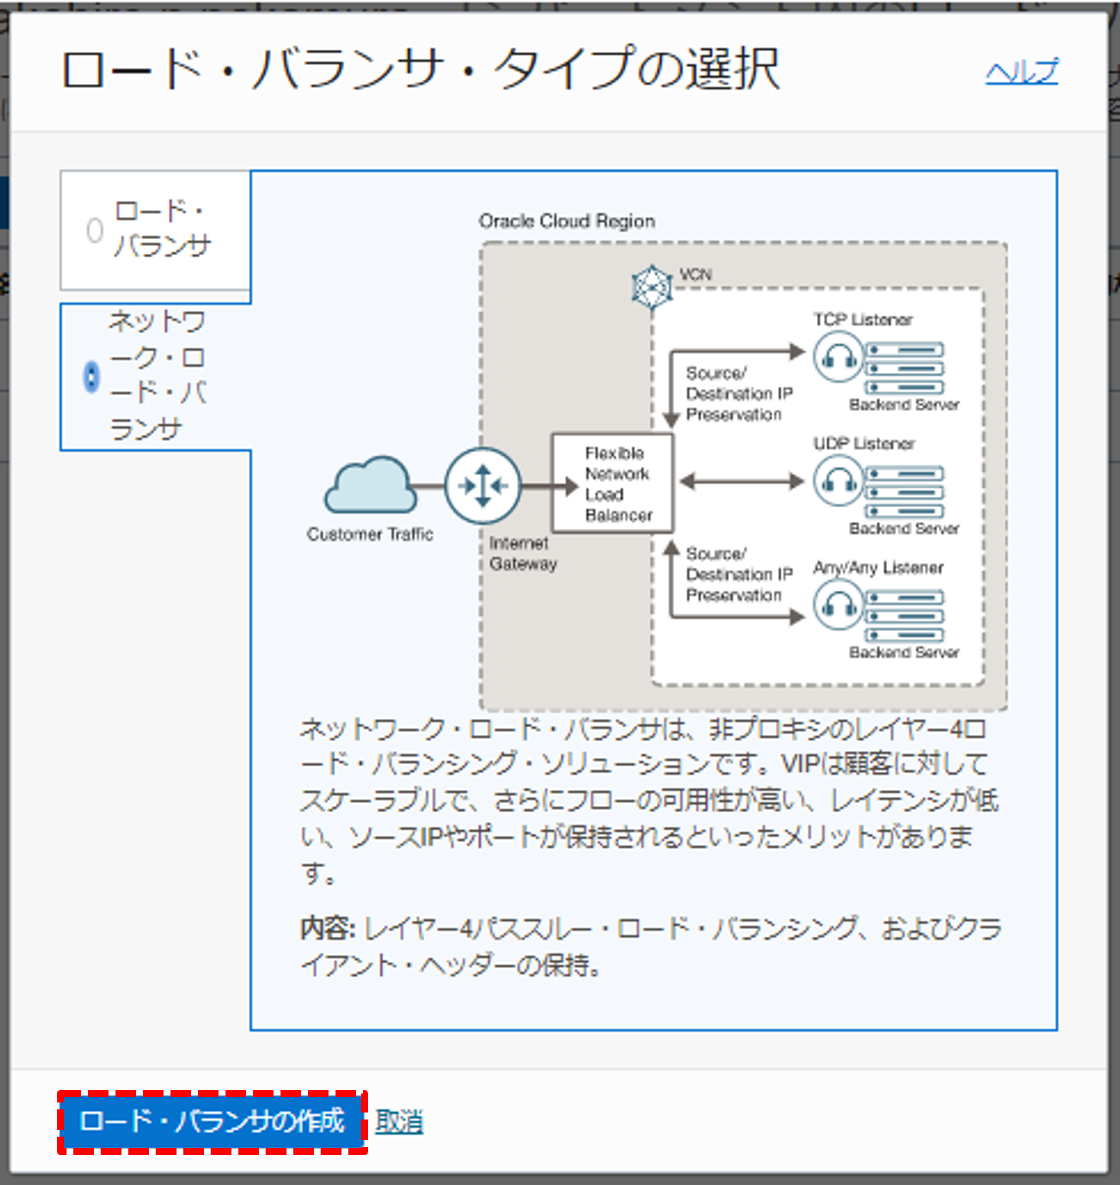 ロード・バランサ・タイプの選択
ヘルプ
ロード・
バランサ
ネットワ
ーク・ロ
ード・バ
ランサ
Oracle Cloud Region
VCN
TCP Listener
Source/
Destination IP
Preservation
Backend Server
UDP Listener
Flexible
Network
Load
Balancer
Backend Server
Customer Traffic
Internet
Gateway
Source/
Destination IP
Preservation
Any/Any Listener
Backend Server
ネットワーク・ロード・バランサは、非プロキシのレイヤー4ロ
ード・バランシング・ソリューションです。VIPは顧客に対して
スケーラブルで、さらにフローの可用性が高い、レイテンシが低
い、ソースIPやポートが保持されるといったメリットがありま
す。
内容: レイヤー4パススルー・ロード・バランシング、およびクラ
イアント・ヘッダーの保持。
ロード・バランサの作成
取消